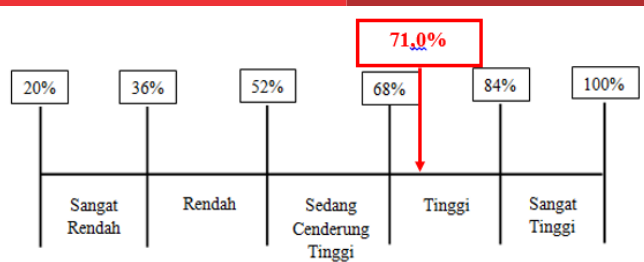 71,0%
20%
36%
52%
68%
84%
100%
Sangat
Rendah
Rendah
Sedang
Cenderung
Tinggi
Tinggi
Sangat
Tinggi